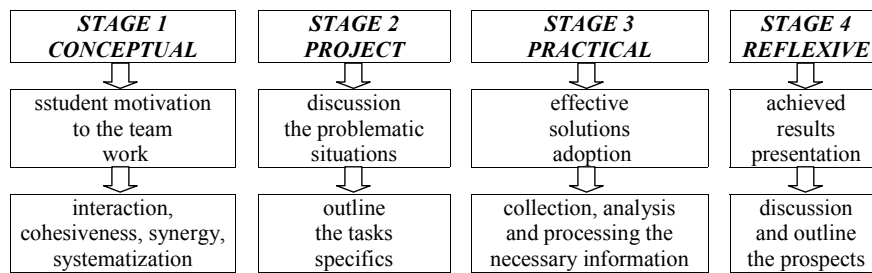 STAGE 1
CONCEPTUAL
sstudent motivation
to the team
work
interaction,
cohesiveness, synergy,
systematization
STAGE 2
PROJECT
discussion
the problematic
situations
outline
the tasks
specifics
STAGE 3
PRACTICAL
effective
solutions
adoption
collection, analysis
and processing the
necessary information
STAGE 4
REFLEXIVE
achieved
results
presentation
discussion
and outline
the prospects